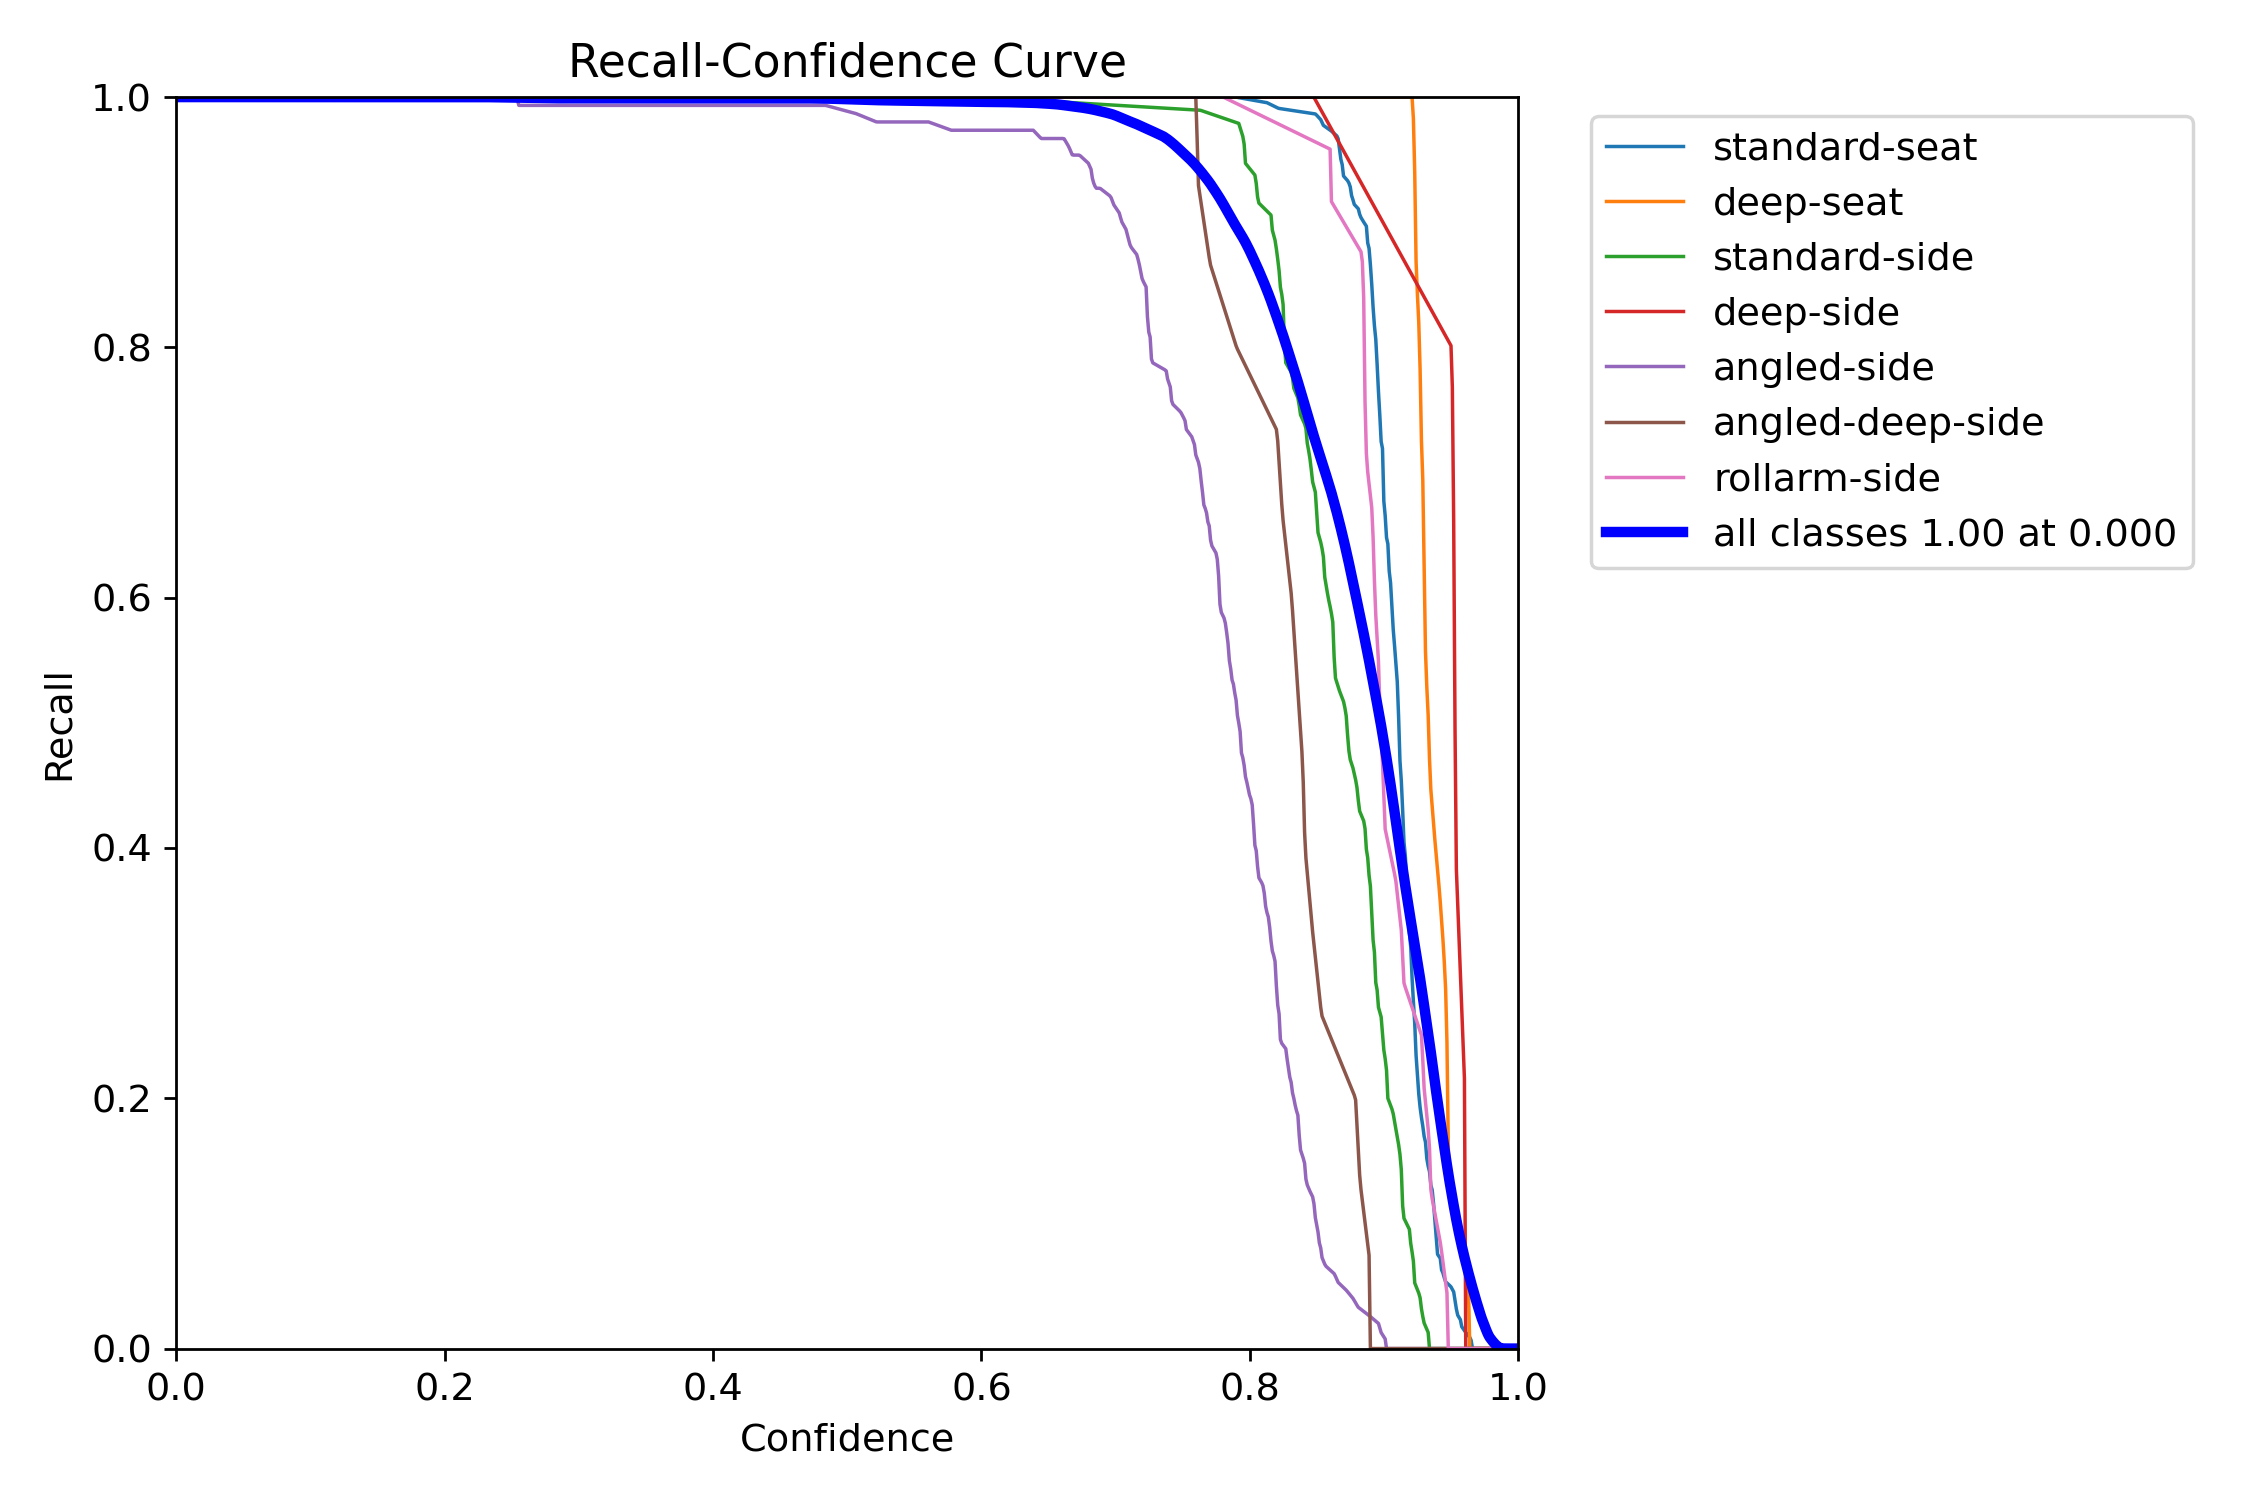 Recall-Confidence Curve
1.0
0.8
0.6
0.4
0.2
0.0
Recall
0.0 0.2 0.4 0.6 0.8 1.0
Confidence
standard-seat
deep-seat
standard-side
deep-side
angled-side
angled-deep-side
rollarm-side
all classes 1.00 at 0.000